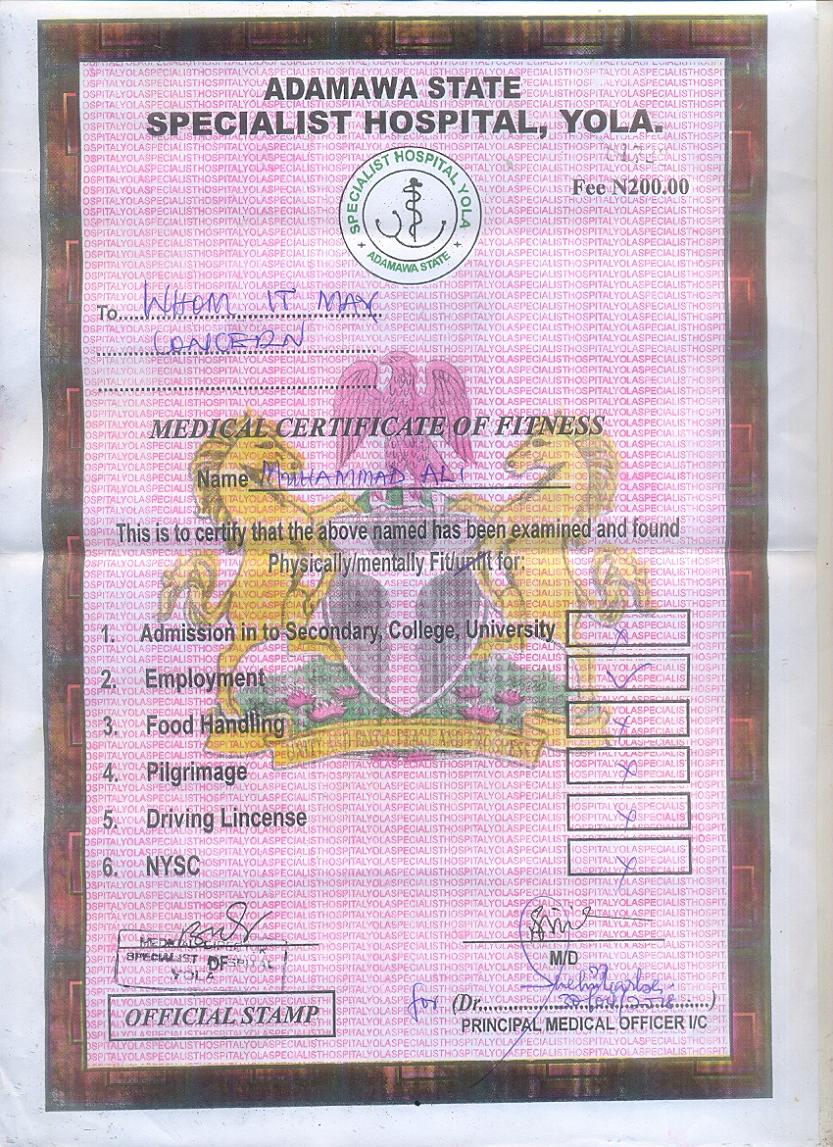 ADAMAWA STATE
SPECIALIST HOSPITAL, YOLA.
Fee N200.00
SPECIALIST HOSPITAL YOLA
ADAMAWA STATE
To....WHOM IT MAY
CONCERN
MEDICAL CERTIFICATE OF FITNESS
Name MUHAMMAD ALI
This is to certify that the above named has been examined and found
Physically/mentally Fit/unfit for:
1. Admission in to Secondary, College, University X
2. Employment ✓
3. Food Handling X
4. Pilgrimage X
5. Driving Lincense X
6. NYSC X
MEDICAL DIRECTOR
SPECIALIST HOSPITAL
YOLA
OFFICIAL STAMP
M/D
for (Dr. )
PRINCIPAL MEDICAL OFFICER I/C